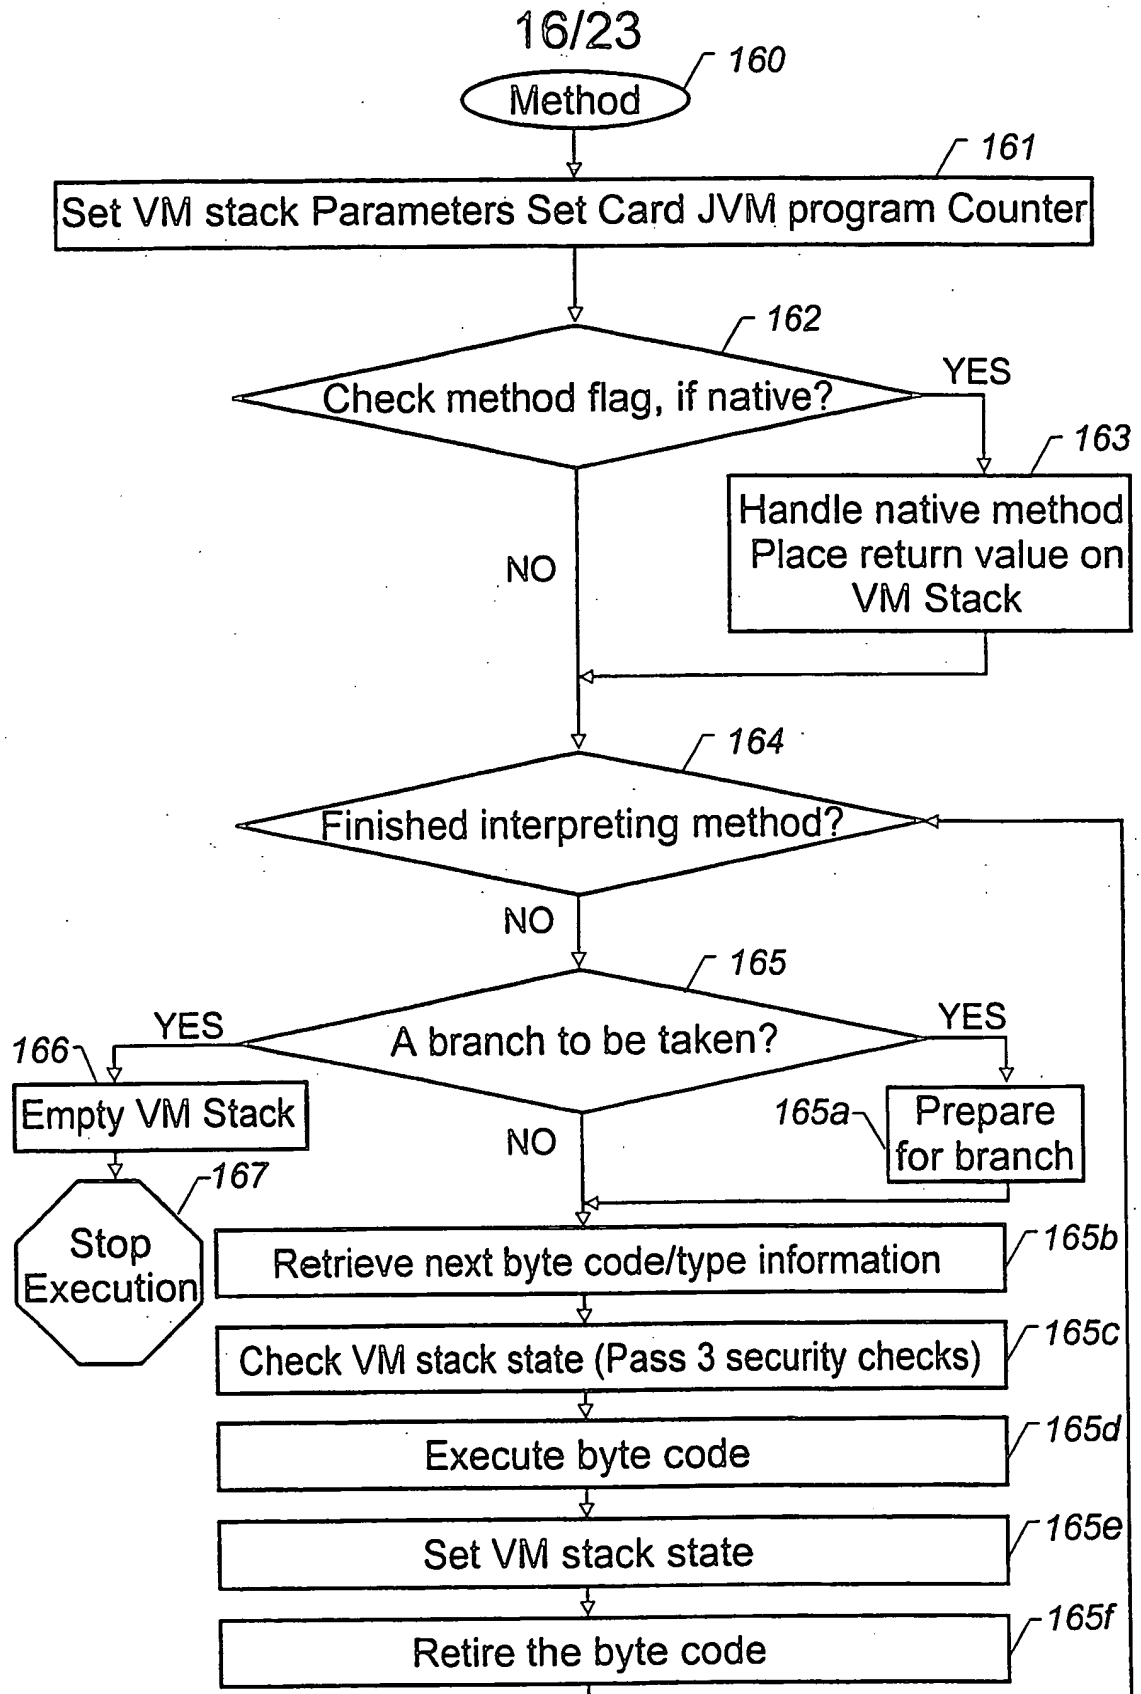 16/23
160
Method
161
Set VM stack Parameters Set Card JVM program Counter
162
Check method flag, if native?
YES
163
Handle native method
Place return value on
VM Stack
NO
164
Finished interpreting method?
NO
165
A branch to be taken?
YES
YES
166
Empty VM Stack
165a
Prepare
for branch
NO
167
Stop
Execution
165b
Retrieve next byte code/type information
165c
Check VM stack state (Pass 3 security checks)
165d
Execute byte code
165e
Set VM stack state
165f
Retire the byte code